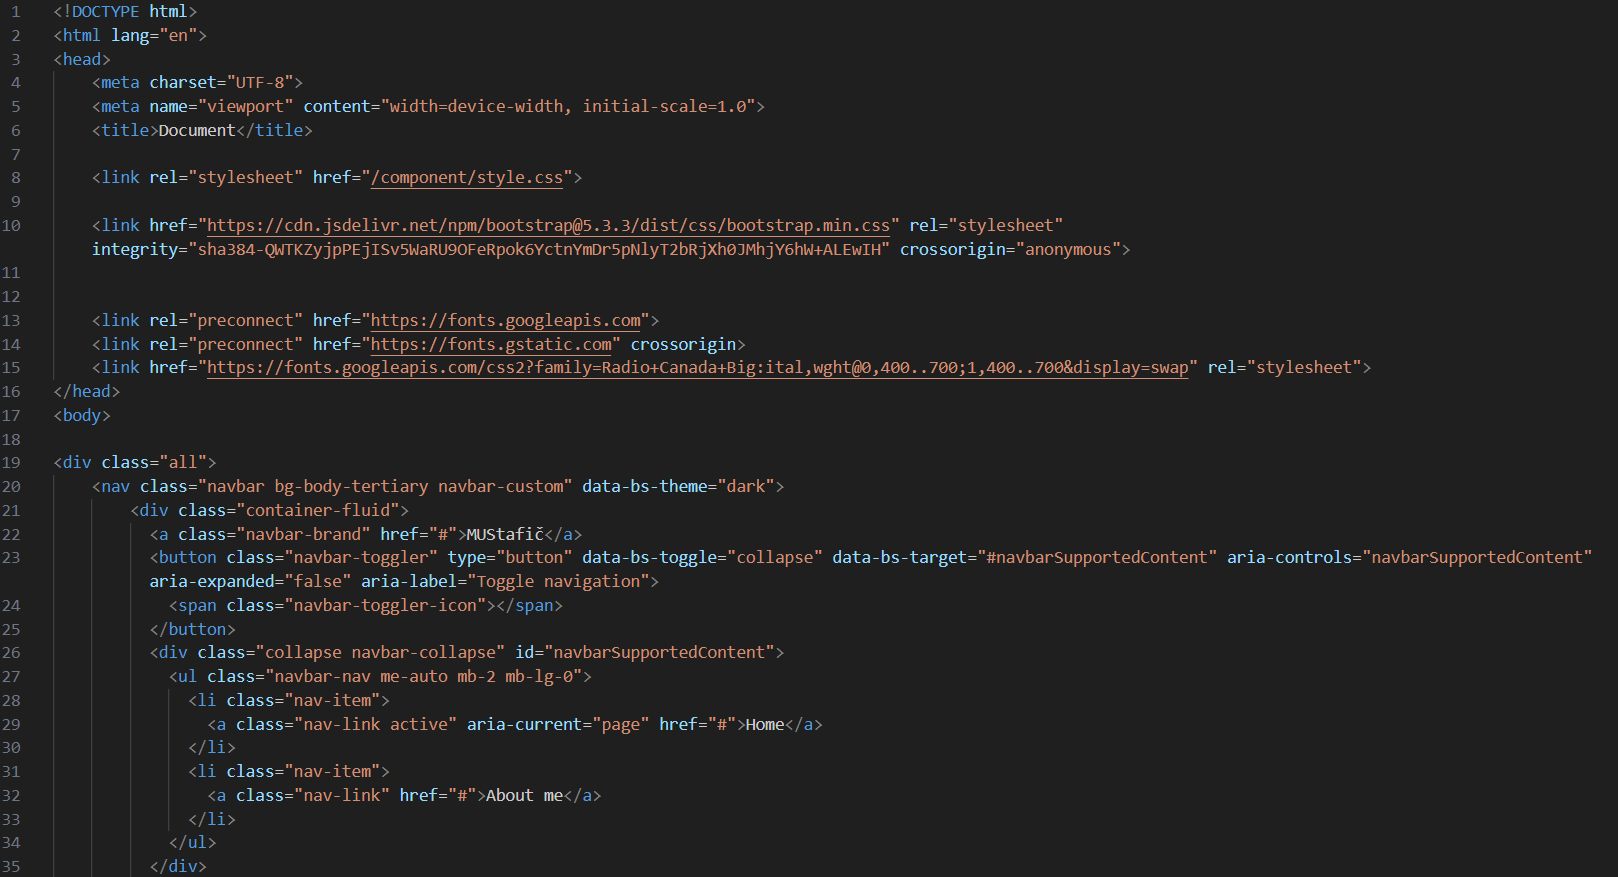 1 <!DOCTYPE html>
2 <html lang="en">
3 <head>
4 <meta charset="UTF-8">
5 <meta name="viewport" content="width=device-width, initial-scale=1.0">
6 <title>Document</title>
7
8 <link rel="stylesheet" href="/component/style.css">
9
10 <link href="https://cdn.jsdelivr.net/npm/bootstrap@5.3.3/dist/css/bootstrap.min.css" rel="stylesheet"
integrity="sha384-QWTKZyjpPEjISv5WaRU9OFeRpok6YctnYmDr5pNlyT2bRjXh0JMhjY6hW+ALEwIH" crossorigin="anonymous">
11
12
13 <link rel="preconnect" href="https://fonts.googleapis.com">
14 <link rel="preconnect" href="https://fonts.gstatic.com" crossorigin>
15 <link href="https://fonts.googleapis.com/css2?family=Radio+Canada+Big:ital,wght@0,400..700;1,400..700&display=swap" rel="stylesheet">
16 </head>
17 <body>
18
19 <div class="all">
20 <nav class="navbar bg-body-tertiary navbar-custom" data-bs-theme="dark">
21 <div class="container-fluid">
22 <a class="navbar-brand" href="#">MUStafič</a>
23 <button class="navbar-toggler" type="button" data-bs-toggle="collapse" data-bs-target="#navbarSupportedContent" aria-controls="navbarSupportedContent"
aria-expanded="false" aria-label="Toggle navigation">
24 <span class="navbar-toggler-icon"></span>
25 </button>
26 <div class="collapse navbar-collapse" id="navbarSupportedContent">
27 <ul class="navbar-nav me-auto mb-2 mb-lg-0">
28 <li class="nav-item">
29 <a class="nav-link active" aria-current="page" href="#">Home</a>
30 </li>
31 <li class="nav-item">
32 <a class="nav-link" href="#">About me</a>
33 </li>
34 </ul>
35 </div>